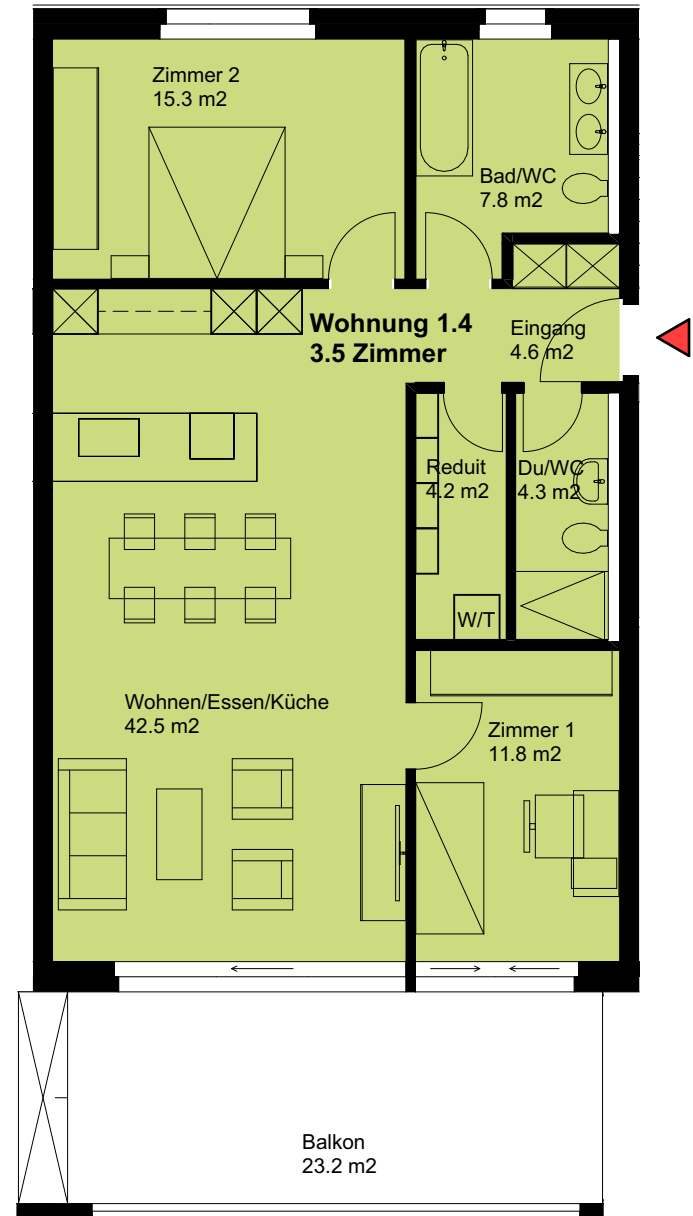 Zimmer 2
15.3 m2
Bad/WC
7.8 m2
Wohnung 1.4
3.5 Zimmer
Eingang
4.6 m2
Reduit
4.2 m2
Du/WC
4.3 m2
W/T
Wohnen/Essen/Küche
42.5 m2
Zimmer 1
11.8 m2
Balkon
23.2 m2